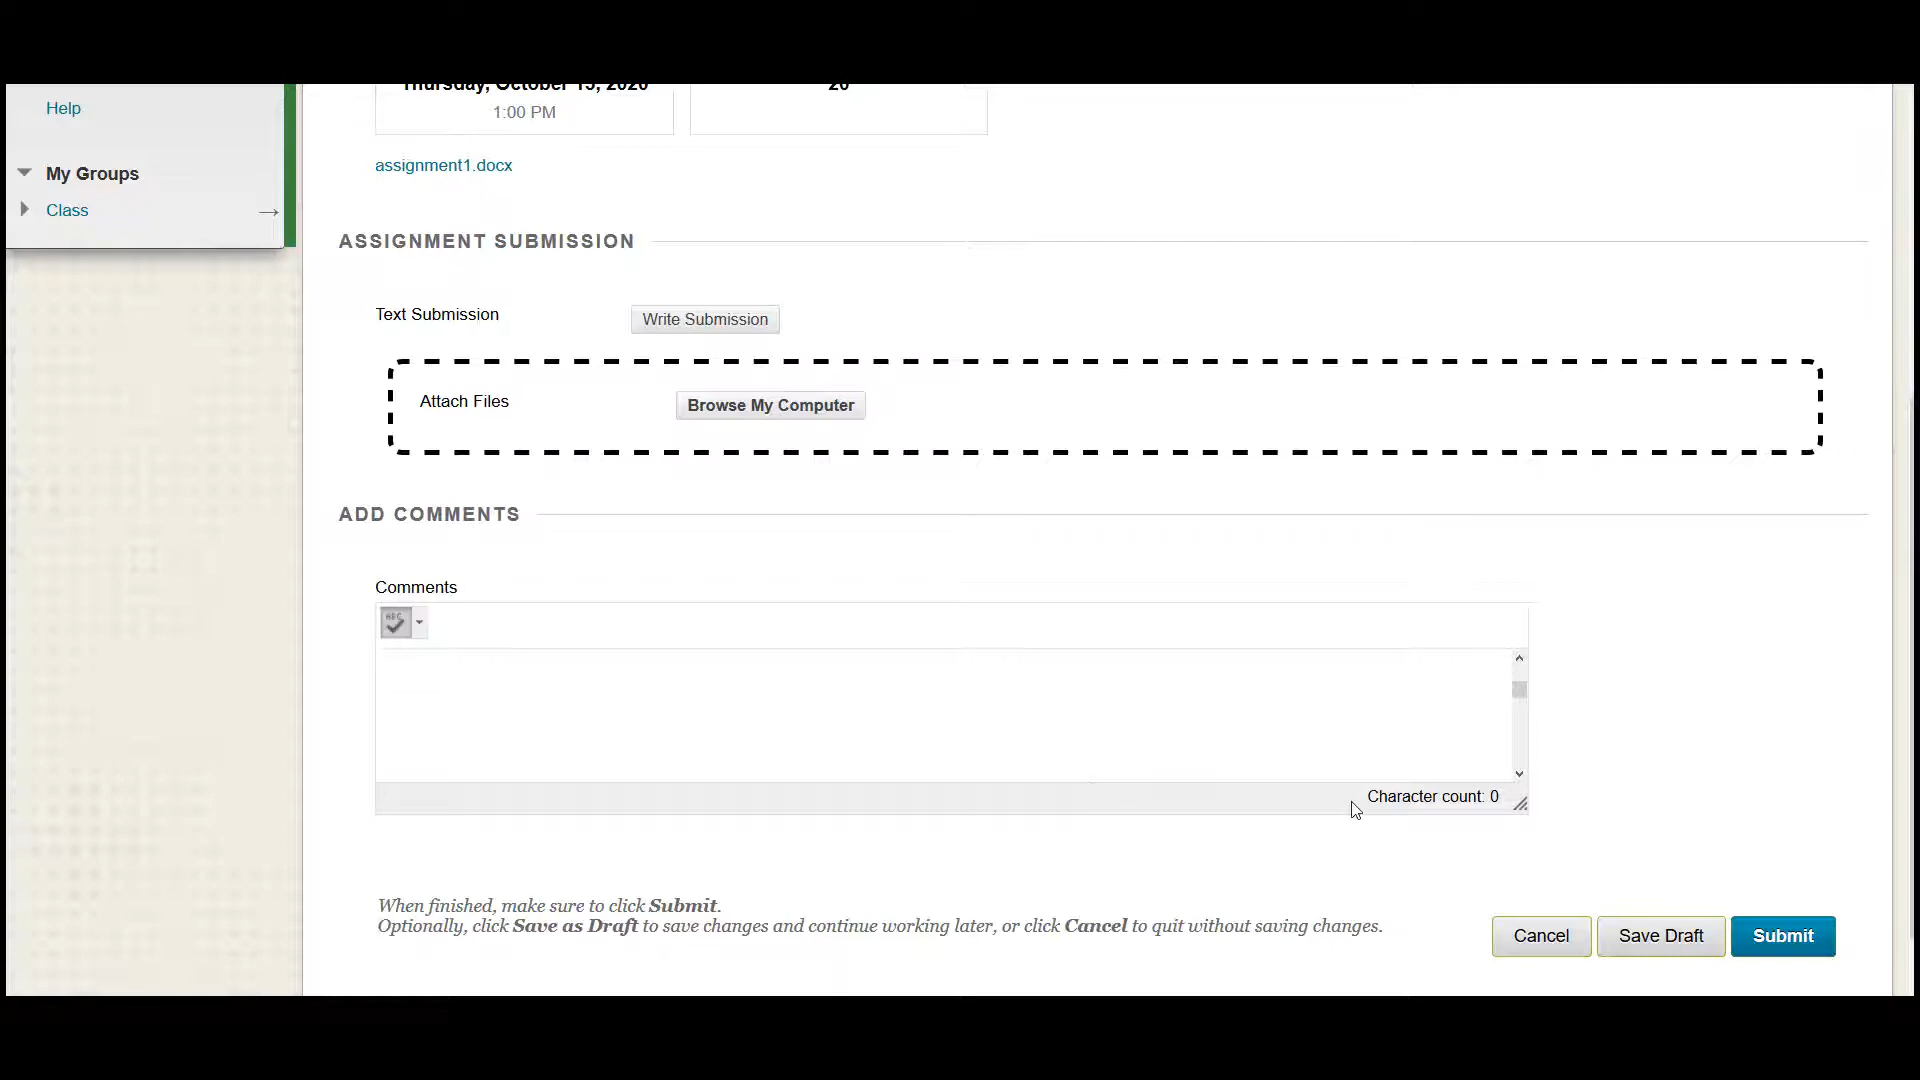 Help
My Groups
Class
Thursday, October 15, 2020
20
1:00 PM
assignment1.docx
ASSIGNMENT SUBMISSION
Text Submission
Write Submission
Attach Files
Browse My Computer
ADD COMMENTS
Comments
ABC
Character count: 0
When finished, make sure to click Submit.
Optionally, click Save as Draft to save changes and continue working later, or click Cancel to quit without saving changes.
Cancel
Save Draft
Submit